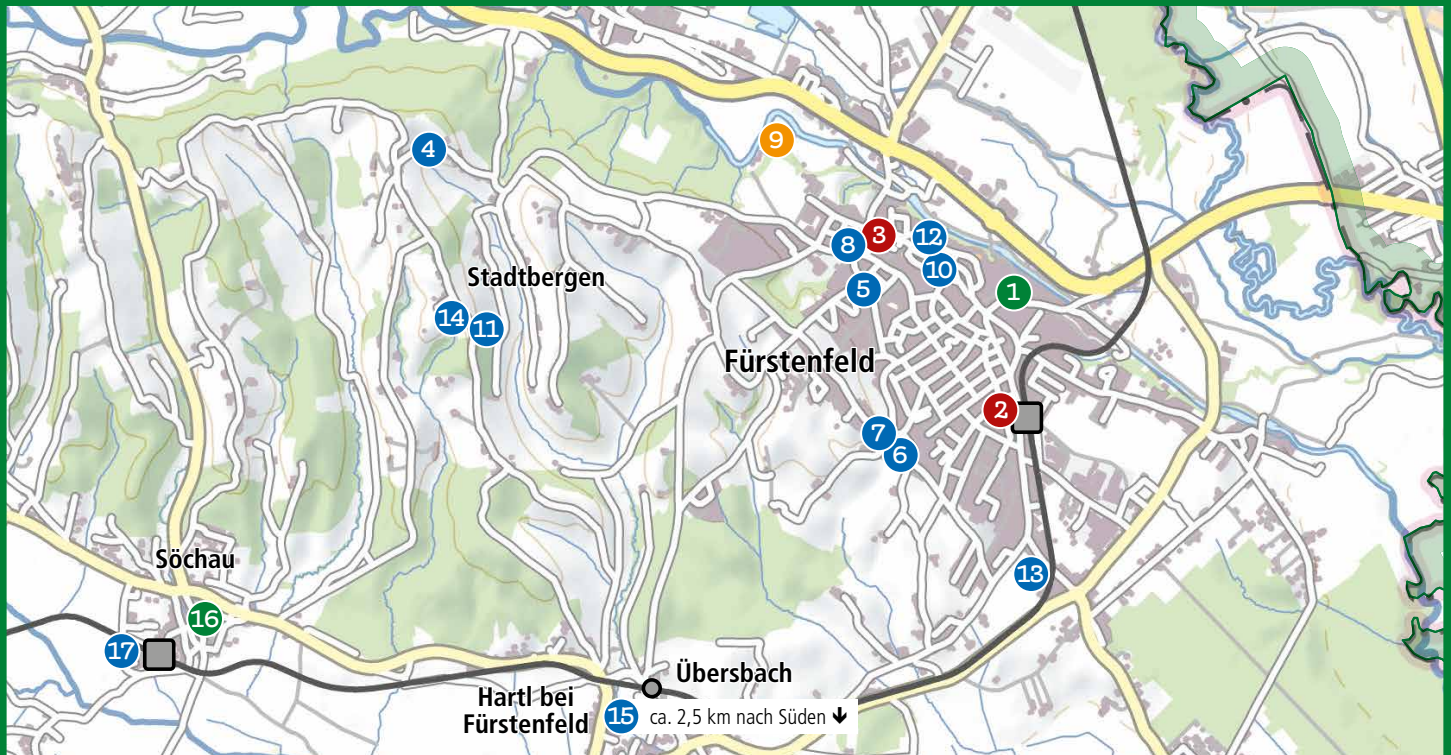 4
9
3
12
8
10
5
1
Stadtbergen
14
11
Fürstenfeld
2
7
6
Söchau
13
16
17
Übersbach
Hartl bei
Fürstenfeld
15 ca. 2,5 km nach Süden 🡻